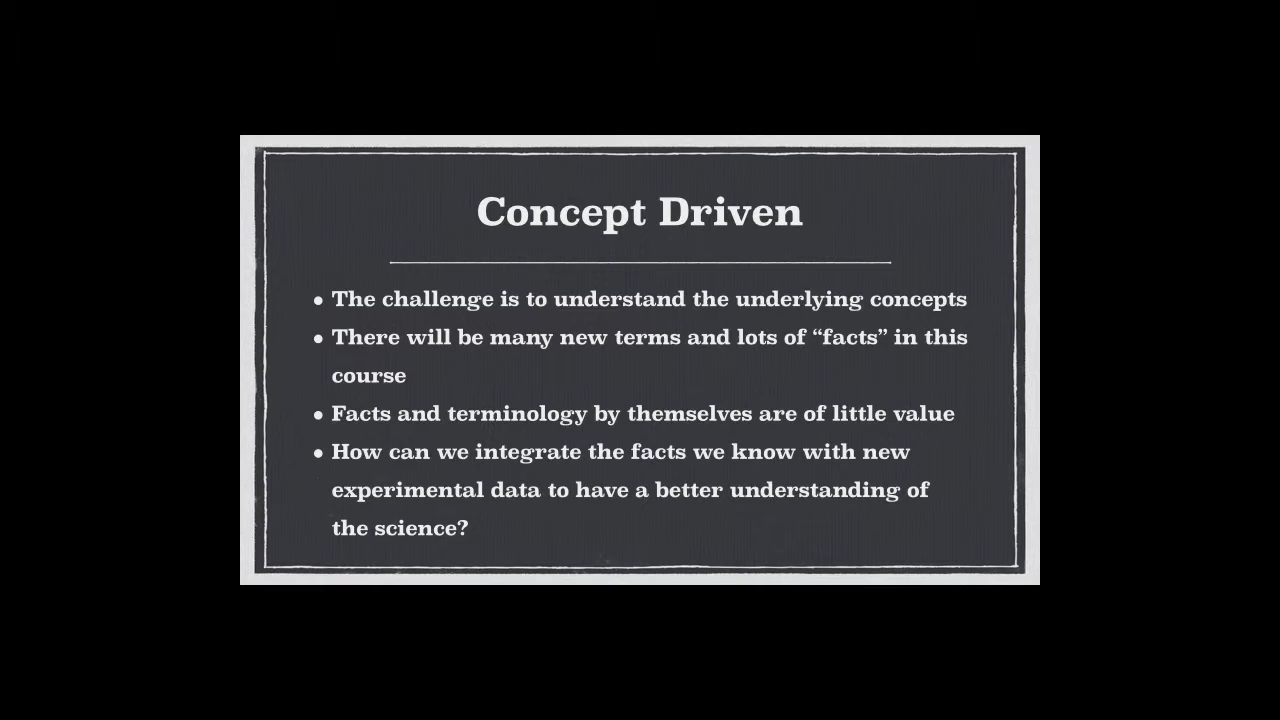 Concept Driven
• The challenge is to understand the underlying concepts
• There will be many new terms and lots of “facts” in this
course
• Facts and terminology by themselves are of little value
• How can we integrate the facts we know with new
experimental data to have a better understanding of
the science?